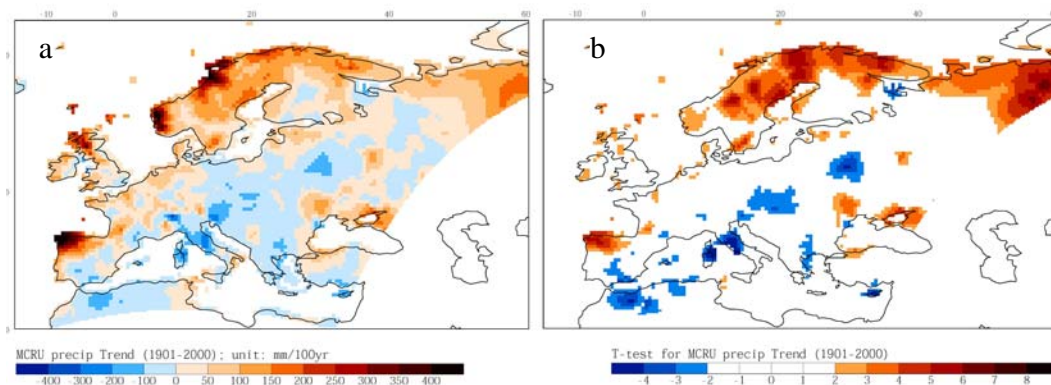 -10 0 20 40 60
-10 0 20 40
a
b
MCRU precip Trend (1901-2000); unit: mm/100yr
T-test for MCRU precip Trend (1901-2000)
-400 -300 -200 -100 0 50 100 150 200 300 400
-4 -3 -2 -1 0 1 2 3 4 5 6 7 8